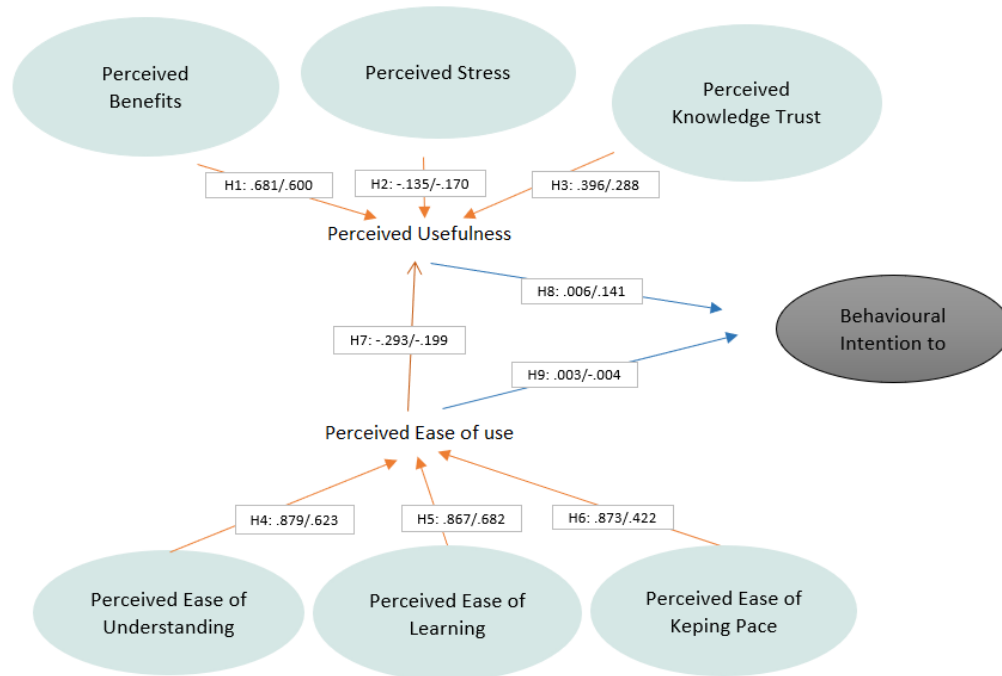 Perceived
Benefits
Perceived Stress
Perceived
Knowledge Trust
H1: .681/.600
H2: -.135/-.170
H3: .396/.288
Perceived Usefulness
H8: .006/.141
Behavioural
Intention to
H7: -.293/-.199
H9: .003/-.004
Perceived Ease of use
H4: .879/.623
H5: .867/.682
H6: .873/.422
Perceived Ease of
Understanding
Perceived Ease of
Learning
Perceived Ease of
Keping Pace